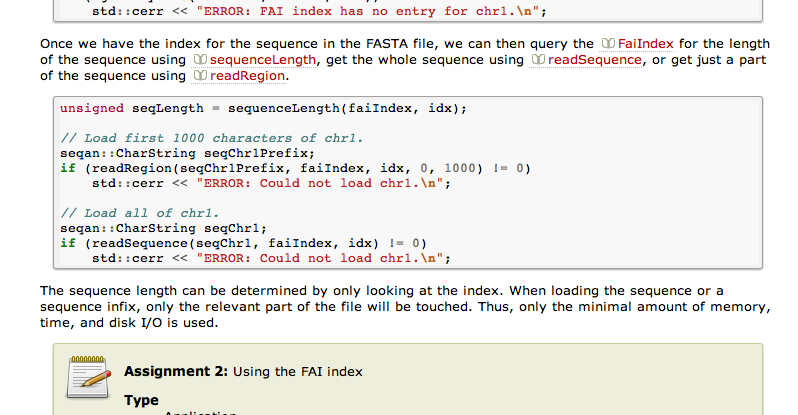 std::cerr << "ERROR: FAI index has no entry for chr1.\n";
Once we have the index for the sequence in the FASTA file, we can then query the FaiIndex for the length
of the sequence using sequenceLength, get the whole sequence using readSequence, or get just a part
of the sequence using readRegion.
unsigned seqLength = sequenceLength(faiIndex, idx);
// Load first 1000 characters of chr1.
seqan::CharString seqChr1Prefix;
if (readRegion(seqChr1Prefix, faiIndex, idx, 0, 1000) != 0)
std::cerr << "ERROR: Could not load chr1.\n";
// Load all of chr1.
seqan::CharString seqChr1;
if (readSequence(seqChr1, faiIndex, idx) != 0)
std::cerr << "ERROR: Could not load chr1.\n";
The sequence length can be determined by only looking at the index. When loading the sequence or a
sequence infix, only the relevant part of the file will be touched. Thus, only the minimal amount of memory,
time, and disk I/O is used.
Assignment 2: Using the FAI index
Type
Application